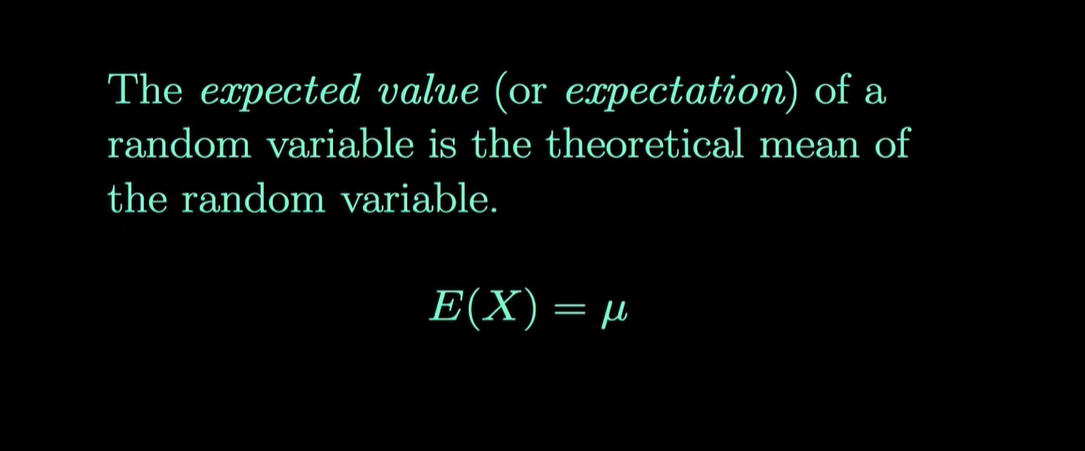 The expected value (or expectation) of a
random variable is the theoretical mean of
the random variable.
E(X) = μ